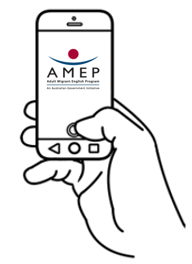 AMEP
Adult Migrant English Program
An Australian Government Initiative